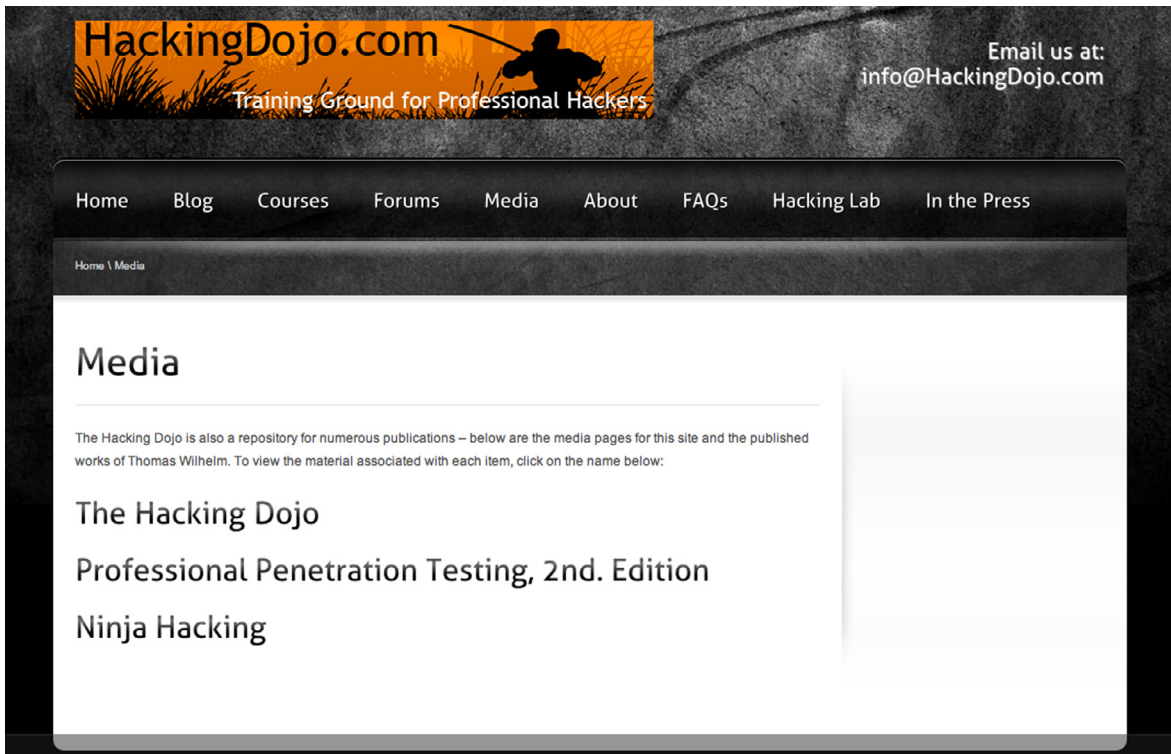 HackingDojo.com
Training Ground for Professional Hackers
Email us at:
info@HackingDojo.com
Home Blog Courses Forums Media About FAQs Hacking Lab In the Press
Home \ Media
Media
The Hacking Dojo is also a repository for numerous publications – below are the media pages for this site and the published
works of Thomas Wilhelm. To view the material associated with each item, click on the name below:
The Hacking Dojo
Professional Penetration Testing, 2nd. Edition
Ninja Hacking